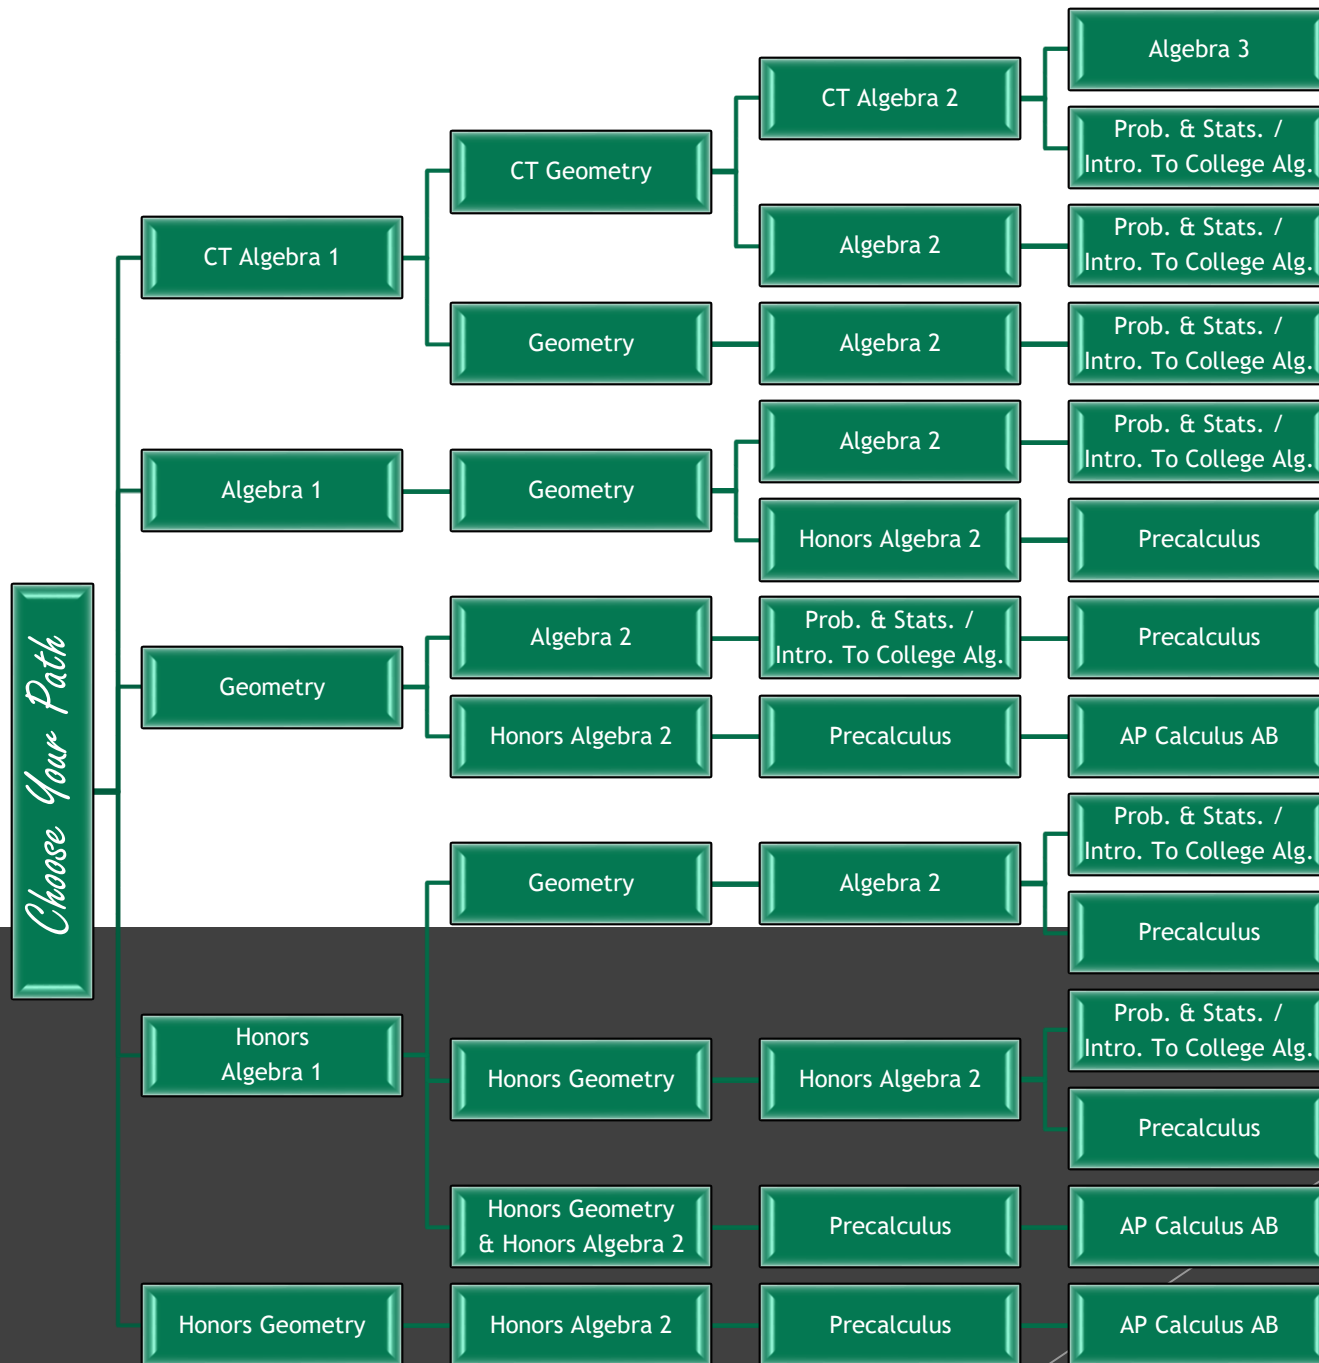 Choose Your Path
CT Algebra 1
CT Geometry
CT Algebra 2
Algebra 3
Prob. & Stats. /
Intro. To College Alg.
Algebra 2
Prob. & Stats. /
Intro. To College Alg.
Geometry
Algebra 2
Prob. & Stats. /
Intro. To College Alg.
Algebra 1
Geometry
Algebra 2
Prob. & Stats. /
Intro. To College Alg.
Honors Algebra 2
Precalculus
Geometry
Algebra 2
Prob. & Stats. /
Intro. To College Alg.
Precalculus
Honors Algebra 2
Precalculus
AP Calculus AB
Honors
Algebra 1
Geometry
Algebra 2
Prob. & Stats. /
Intro. To College Alg.
Precalculus
Honors Geometry
Honors Algebra 2
Prob. & Stats. /
Intro. To College Alg.
Precalculus
Honors Geometry
& Honors Algebra 2
Precalculus
AP Calculus AB
Honors Geometry
Honors Algebra 2
Precalculus
AP Calculus AB